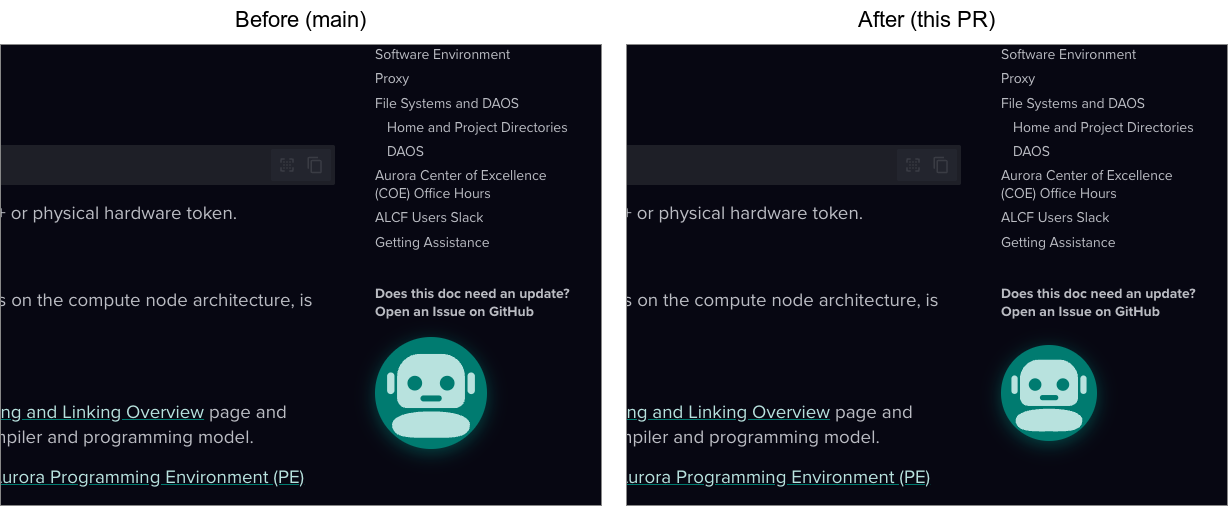 Before (main)
After (this PR)
Software Environment
Proxy
File Systems and DAOS
Home and Project Directories
DAOS
Aurora Center of Excellence
(COE) Office Hours
+ or physical hardware token.
ALCF Users Slack
Getting Assistance
Does this doc need an update?
s on the compute node architecture, is
Open an Issue on GitHub
ng and Linking Overview page and
npiler and programming model.
urora Programming Environment (PE)
Software Environment
Proxy
File Systems and DAOS
Home and Project Directories
DAOS
Aurora Center of Excellence
(COE) Office Hours
+ or physical hardware token.
ALCF Users Slack
Getting Assistance
Does this doc need an update?
s on the compute node architecture, is
Open an Issue on GitHub
ng and Linking Overview page and
npiler and programming model.
urora Programming Environment (PE)